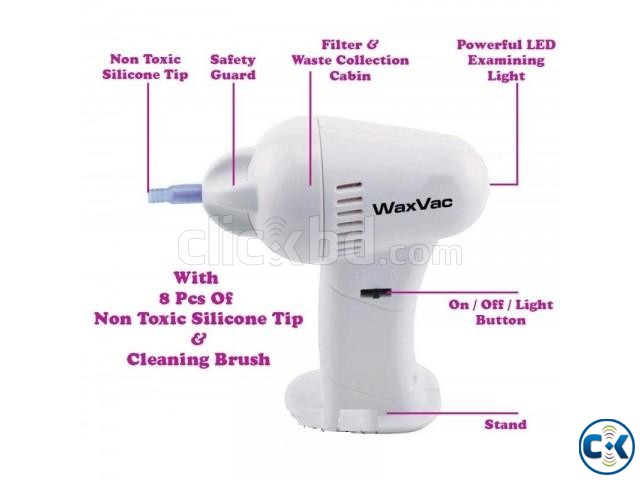 Non Toxic
Silicone Tip
Safety
Guard
Filter &
Waste Collection
Cabin
Powerful LED
Examining
Light
WaxVac
clickbd.com
With
8 Pcs Of
Non Toxic Silicone Tip
&
Cleaning Brush
On / Off / Light
Button
Stand
CK